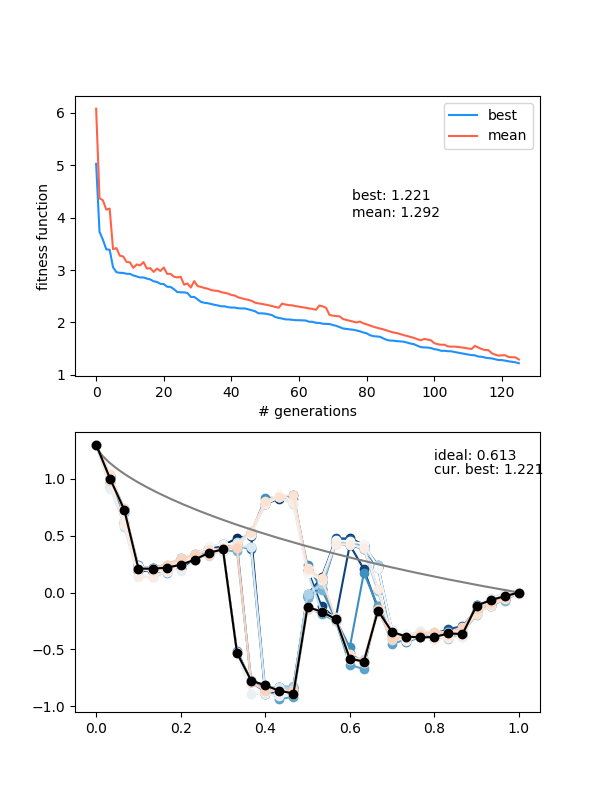 6
best
mean
5
best: 1.221
4
mean: 1.292
fitness function
3
2
1
0 20 40 60 80 100 120
# generations
ideal: 0.613
cur. best: 1.221
1.0
0.5
0.0
−0.5
−1.0
0.0 0.2 0.4 0.6 0.8 1.0